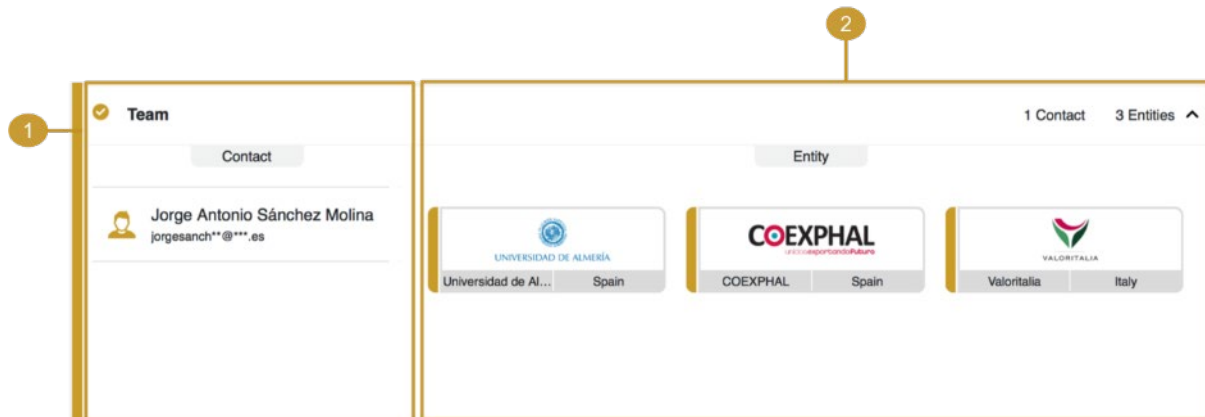 2
1
Team
1 Contact 3 Entities
Contact
Entity
Jorge Antonio Sánchez Molina
jorgesanch**@***.es
UNIVERSIDAD DE ALMERÍA
COEXPHAL
unidosexportandofuturo
VALORITALIA
Universidad de Al... Spain
COEXPHAL Spain
Valoritalia Italy